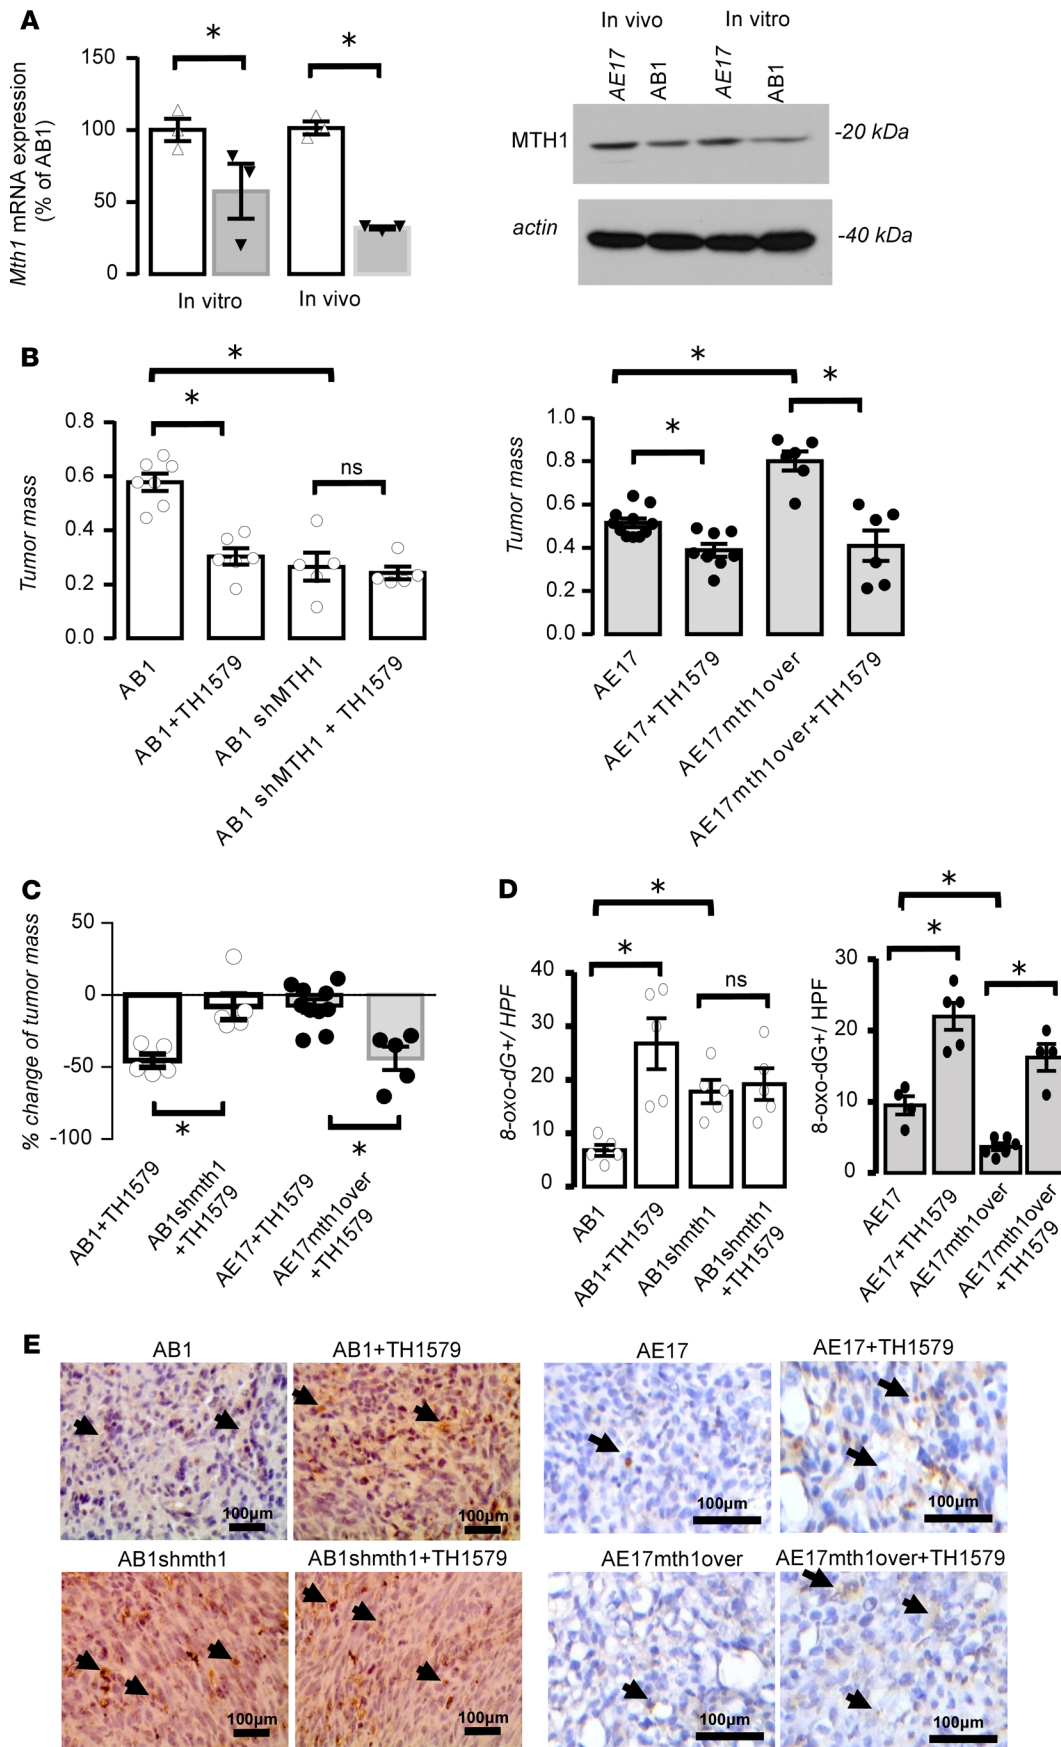 A
Mth1 mRNA expression
(% of AB1)
150
100
50
0
*
*
In vitro
In vivo
In vivo
In vitro
AE17
AB1
AE17
AB1
MTH1
-20 kDa
actin
-40 kDa
B
Tumor mass
0.8
0.6
0.4
0.2
0.0
*
*
ns
AB1
AB1+TH1579
AB1 shMTH1
AB1 shMTH1 + TH1579
Tumor mass
1.0
0.8
0.6
0.4
0.2
0.0
*
*
*
AE17
AE17+TH1579
AE17mth1over
AE17mth1over+TH1579
C
% change of tumor mass
50
0
-50
-100
*
*
AB1+TH1579
AB1shmth1
+TH1579
AE17+TH1579
AE17mth1over
+TH1579
D
8-oxo-dG+/ HPF
40
30
20
10
0
*
*
ns
AB1
AB1+TH1579
AB1shmth1
AB1shmth1
+TH1579
8-oxo-dG+/ HPF
30
20
10
0
*
*
*
AE17
AE17+TH1579
AE17mth1over
AE17mth1over
+TH1579
E
AB1
AB1+TH1579
AE17
AE17+TH1579
100µm
100µm
100µm
100µm
AB1shmth1
AB1shmth1+TH1579
AE17mth1over
AE17mth1over+TH1579
100µm
100µm
100µm
100µm